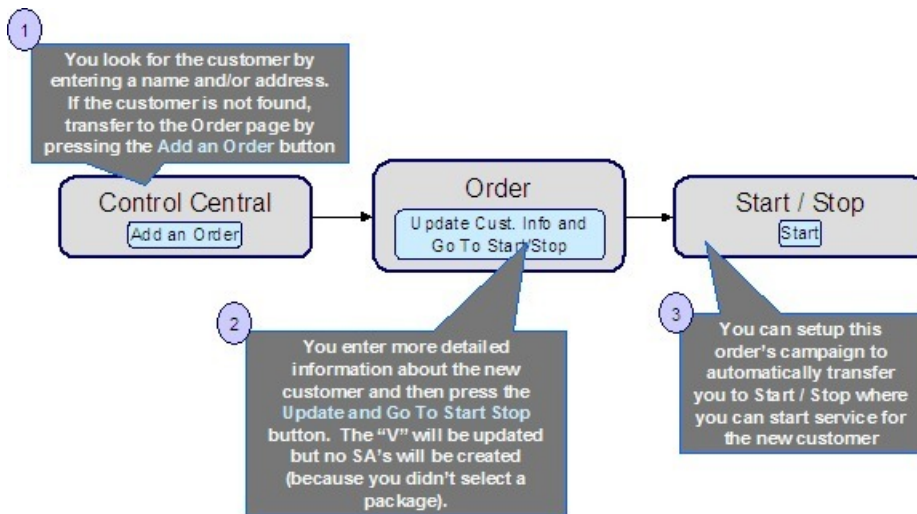 1
You look for the customer by
entering a name and/or address.
If the customer is not found,
transfer to the Order page by
pressing the Add an Order button
Control Central
Add an Order
Order
Update Cust. Info and
Go To Start/Stop
Start / Stop
Start
2
You enter more detailed
information about the new
customer and then press the
Update and Go To Start Stop
button. The “V” will be updated
but no SA's will be created
(because you didn't select a
package).
3
You can setup this
order's campaign to
automatically transfer
you to Start / Stop where
you can start service for
the new customer